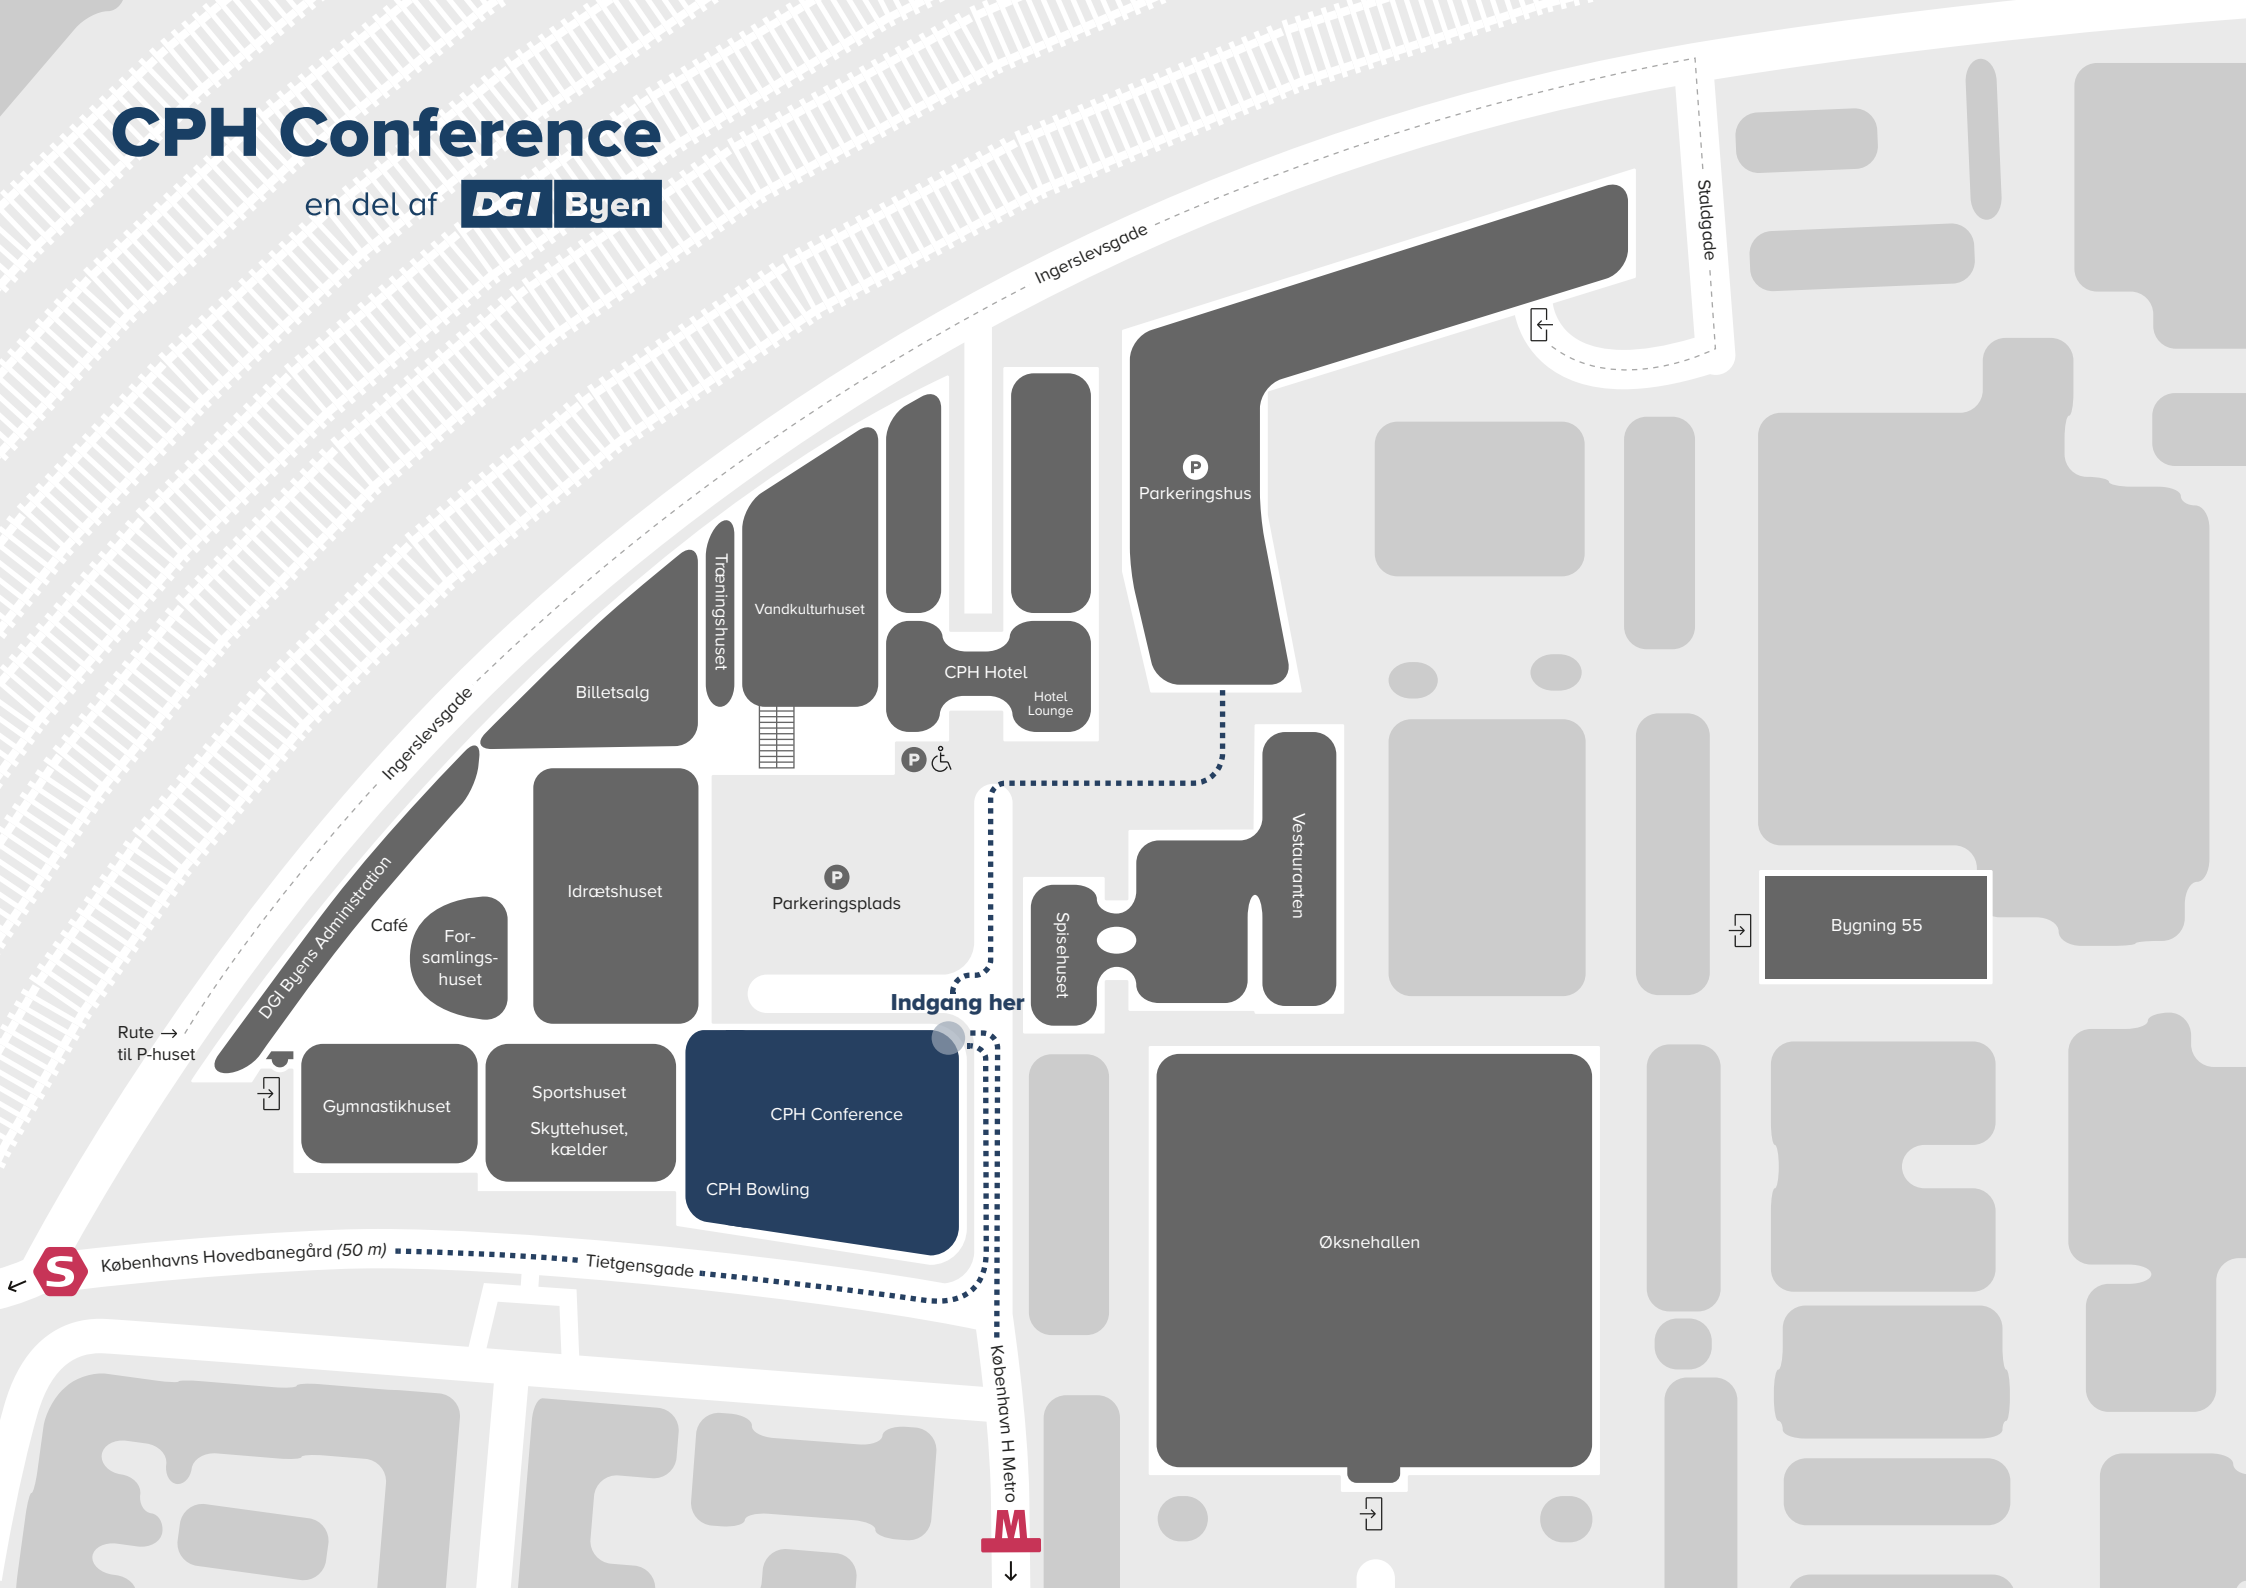 CPH Conference
en del af DGI Byen
Ingerslevsgade
Staldgade
P
Parkeringshus
Træningshuset
Vandkulturhuset
CPH Hotel
Hotel
Lounge
Billetsalg
Ingerslevsgade
P
P
Parkeringsplads
Idrætshuset
Vestauranten
Spisehuset
DGI Byens Administration
Café
For-
samlings-
huset
Bygning 55
Indgang her
Rute →
til P-huset
Gymnastikhuset
Sportshuset
Skyttehuset,
kælder
CPH Conference
CPH Bowling
Øksnehallen
S
Københavns Hovedbanegård (50 m)
Tietgensgade
København H Metro
M